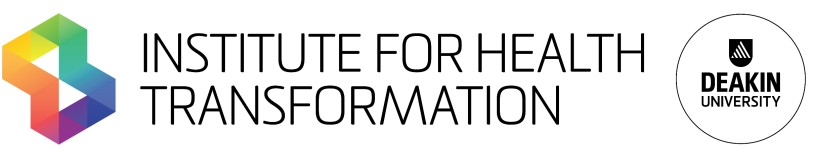 INSTITUTE FOR HEALTH
TRANSFORMATION
DEAKIN
UNIVERSITY